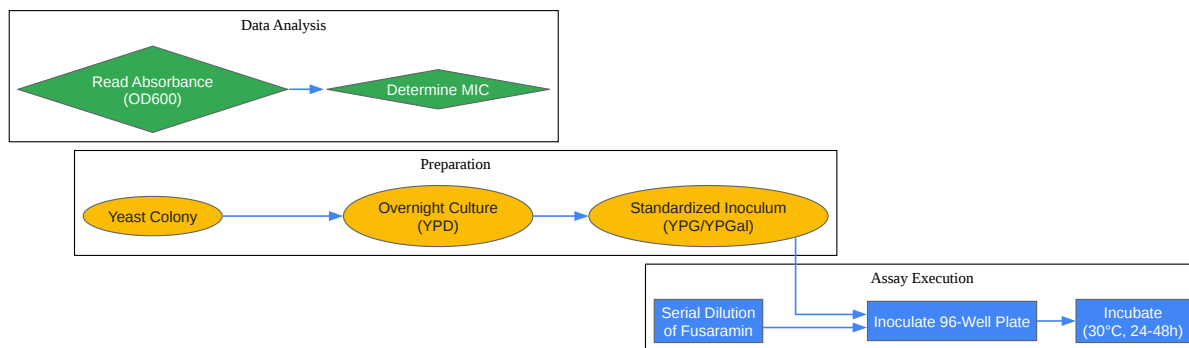 Data Analysis
Read Absorbance
(OD600)
Determine MIC
Preparation
Yeast Colony
Overnight Culture
(YPD)
Standardized Inoculum
(YPG/YPGal)
Assay Execution
Serial Dilution
of Fusaramin
Inoculate 96-Well Plate
Incubate
(30°C, 24-48h)